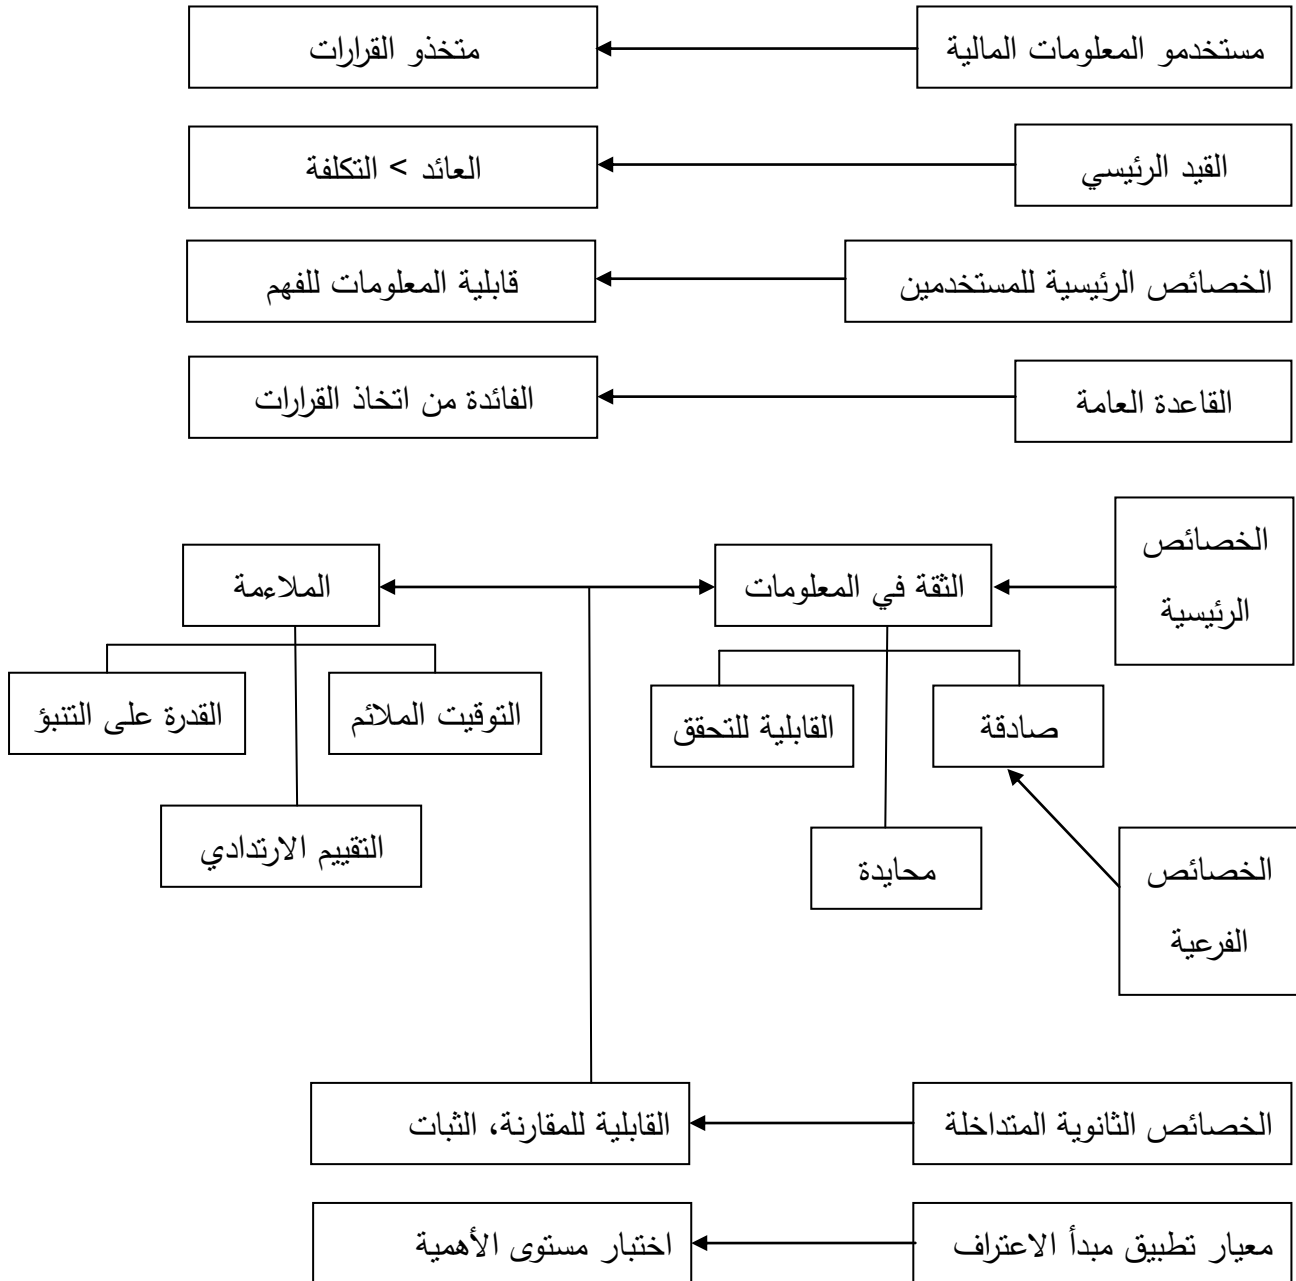 مستخدمو المعلومات المالية
متخذو القرارات
القيد الرئيسي
العائد > التكلفة
الخصائص الرئيسية للمستخدمين
قابلية المعلومات للفهم
القاعدة العامة
الفائدة من اتخاذ القرارات
الخصائص
الرئيسية
الثقة في المعلومات
الملاءمة
صادقة
القابلية للتحقق
التوقيت الملائم
القدرة على التنبؤ
محايدة
التقييم الارتدادي
الخصائص
الفرعية
الخصائص الثانوية المتداخلة
القابلية للمقارنة، الثبات
معيار تطبيق مبدأ الاعتراف
اختبار مستوى الأهمية